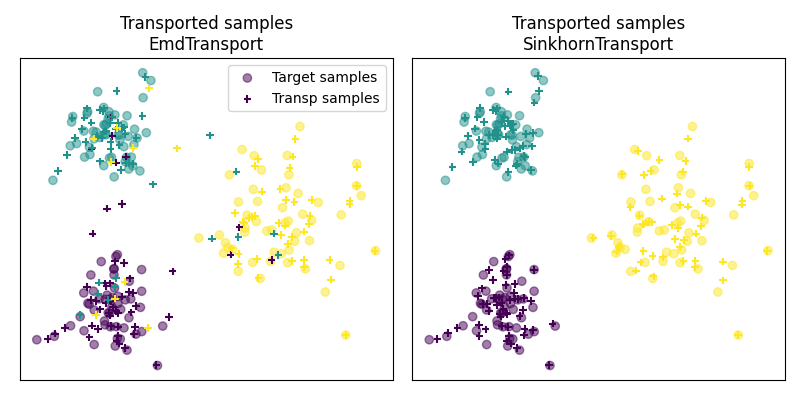 Transported samples
EmdTransport
Target samples
Transp samples
Transported samples
SinkhornTransport